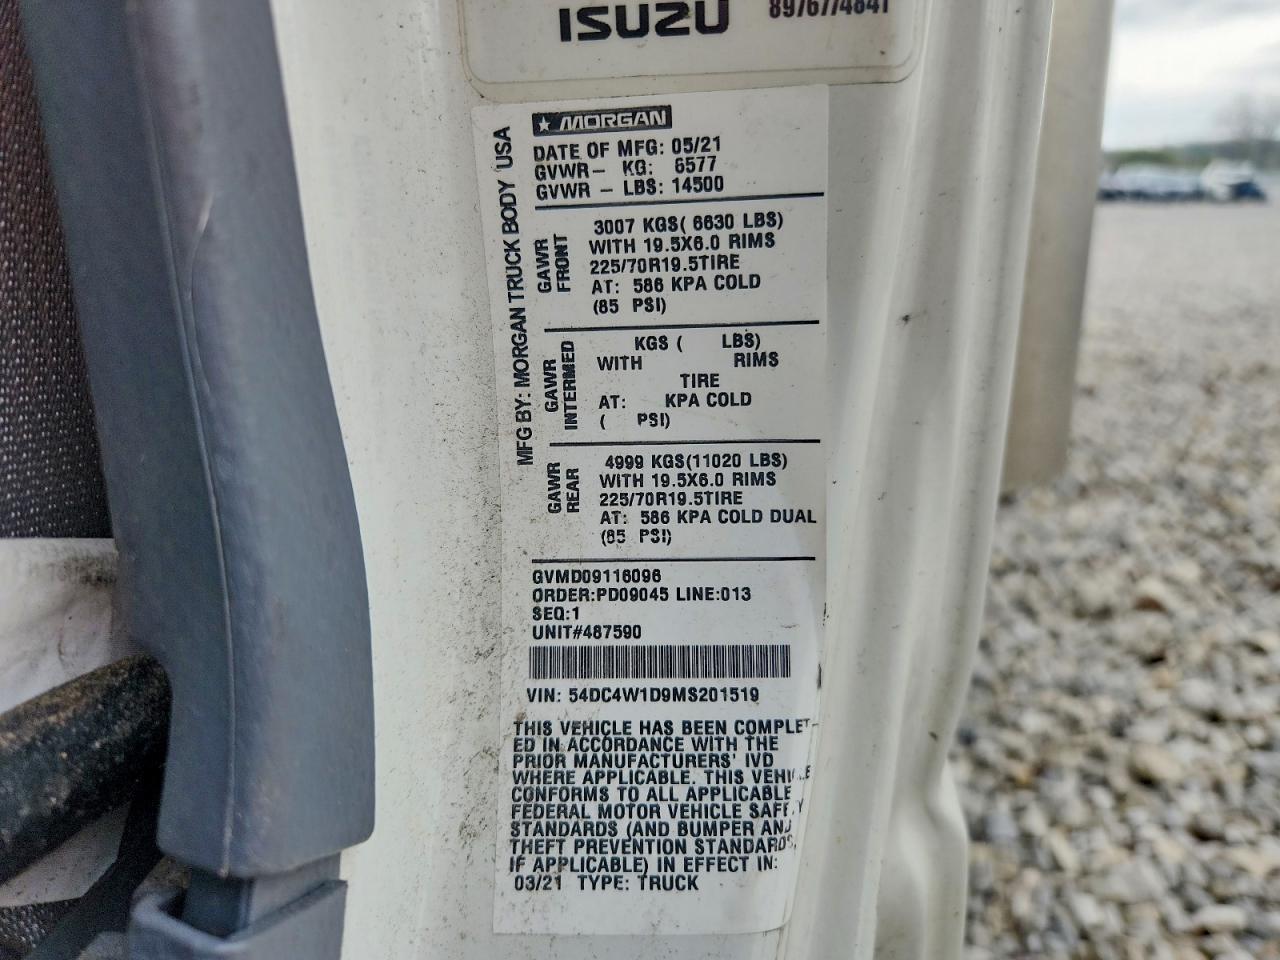 ISUZU 8976774841
MORGAN
MFG BY: MORGAN TRUCK BODY USA
DATE OF MFG: 05/21
GVWR- KG: 6577
GVWR - LBS: 14500
GAWR FRONT
3007 KGS( 6630 LBS)
WITH 19.5X6.0 RIMS
225/70R19.5TIRE
AT: 586 KPA COLD
(85 PSI)
GAWR INTERMED
KGS ( LBS)
WITH RIMS
TIRE
AT: KPA COLD
( PSI)
GAWR REAR
4999 KGS(11020 LBS)
WITH 19.5X6.0 RIMS
225/70R19.5TIRE
AT: 586 KPA COLD DUAL
(85 PSI)
GVMD09116096
ORDER:PD09045 LINE:013
SEQ:1
UNIT#487590
VIN: 54DC4W1D9MS201519
THIS VEHICLE HAS BEEN COMPLET-
ED IN ACCORDANCE WITH THE
PRIOR MANUFACTURERS' IVD
WHERE APPLICABLE. THIS VEHICLE
CONFORMS TO ALL APPLICABLE
FEDERAL MOTOR VEHICLE SAFETY
STANDARDS (AND BUMPER AND
THEFT PREVENTION STANDARDS,
IF APPLICABLE) IN EFFECT IN:
03/21 TYPE: TRUCK